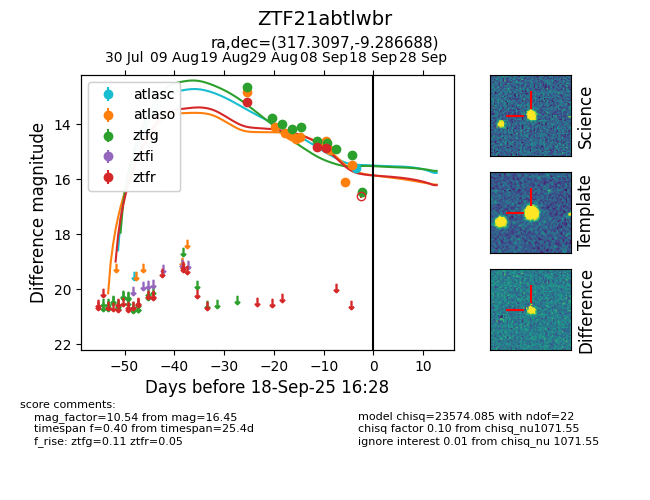 ZTF21abtlwbr
ra,dec=(317.3097,-9.286688)
30 Jul 09 Aug 19 Aug 29 Aug 08 Sep 18 Sep 28 Sep
atlasc
atlaso
ztfg
ztfi
ztfr
14
16
18
20
22
Difference magnitude
−50 −40 −30 −20 −10 0 10
Days before 18-Sep-25 16:28
Science
Template
Difference
score comments:
mag_factor=10.54 from mag=16.45
timespan f=0.40 from timespan=25.4d
f_rise: ztfg=0.11 ztfr=0.05
model chisq=23574.085 with ndof=22
chisq factor 0.10 from chisq_nu1071.55
ignore interest 0.01 from chisq_nu 1071.55